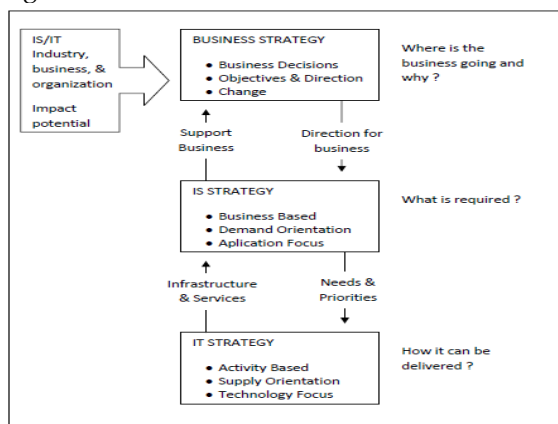 IS/IT
Industry,
business, &
organization
Impact
potential
BUSINESS STRATEGY
• Business Decisions
• Objectives & Direction
• Change
Where is the
business going and
why ?
Support
Business
Direction for
business
IS STRATEGY
• Business Based
• Demand Orientation
• Aplication Focus
What is required ?
Infrastructure
& Services
Needs &
Priorities
IT STRATEGY
• Activity Based
• Supply Orientation
• Technology Focus
How it can be
delivered ?